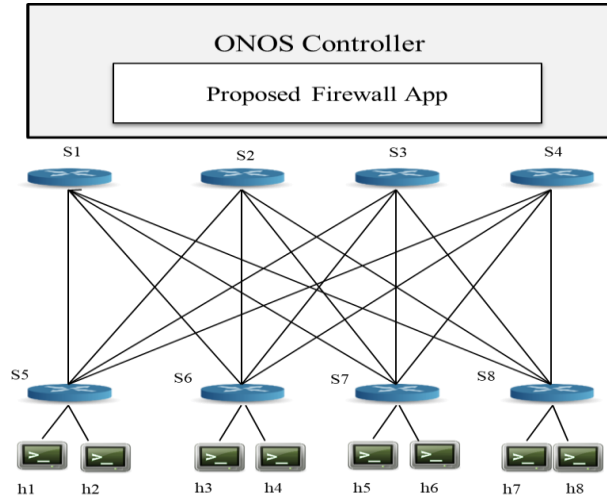 ONOS Controller
Proposed Firewall App
S1 S2 S3 S4
S5 S6 S7 S8
>_ >_ >_ >_ >_ >_ >_ >_
h1 h2 h3 h4 h5 h6 h7 h8